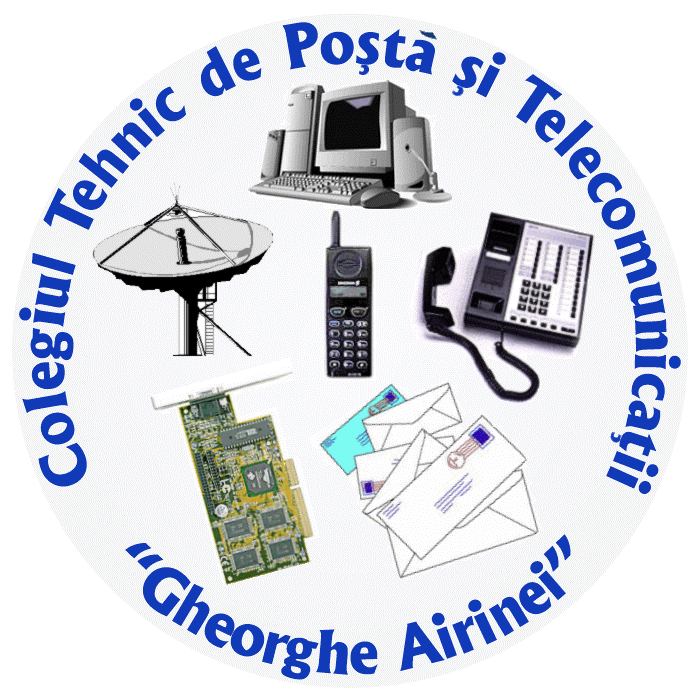 Colegiul Tehnic de Poştă şi Telecomunicaţii
“Gheorghe Airinei”